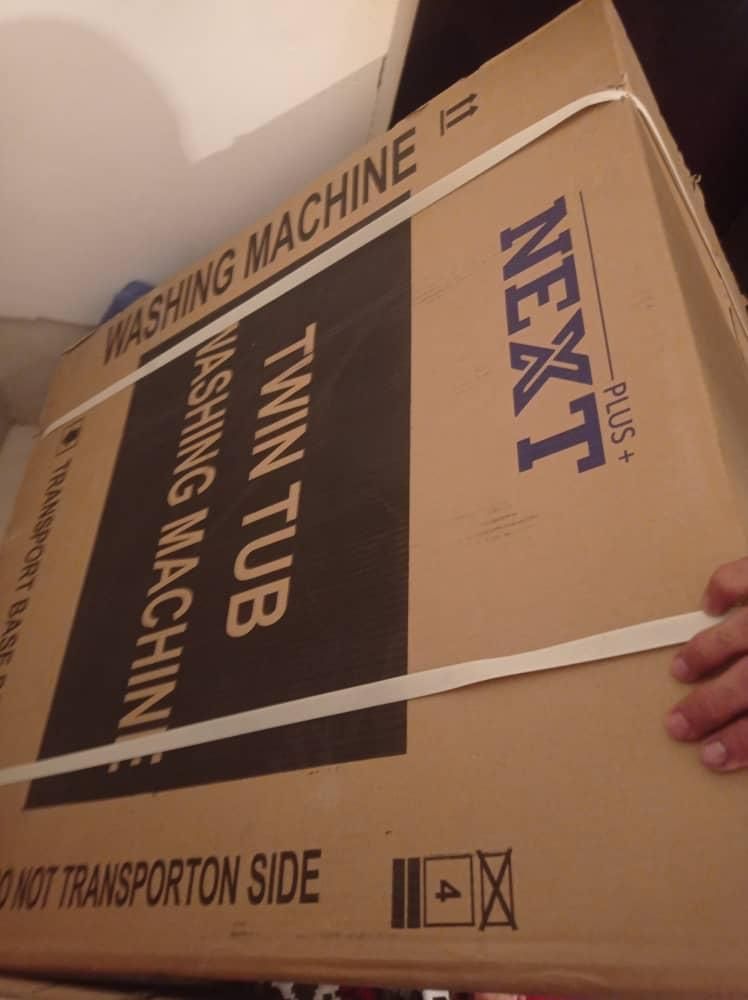 WASHING MACHINE
NEXT
PLUS +
TWIN TUB
WASHING MACHINE
TRANSPORT BASE
NOT TRANSPORTON SIDE
4